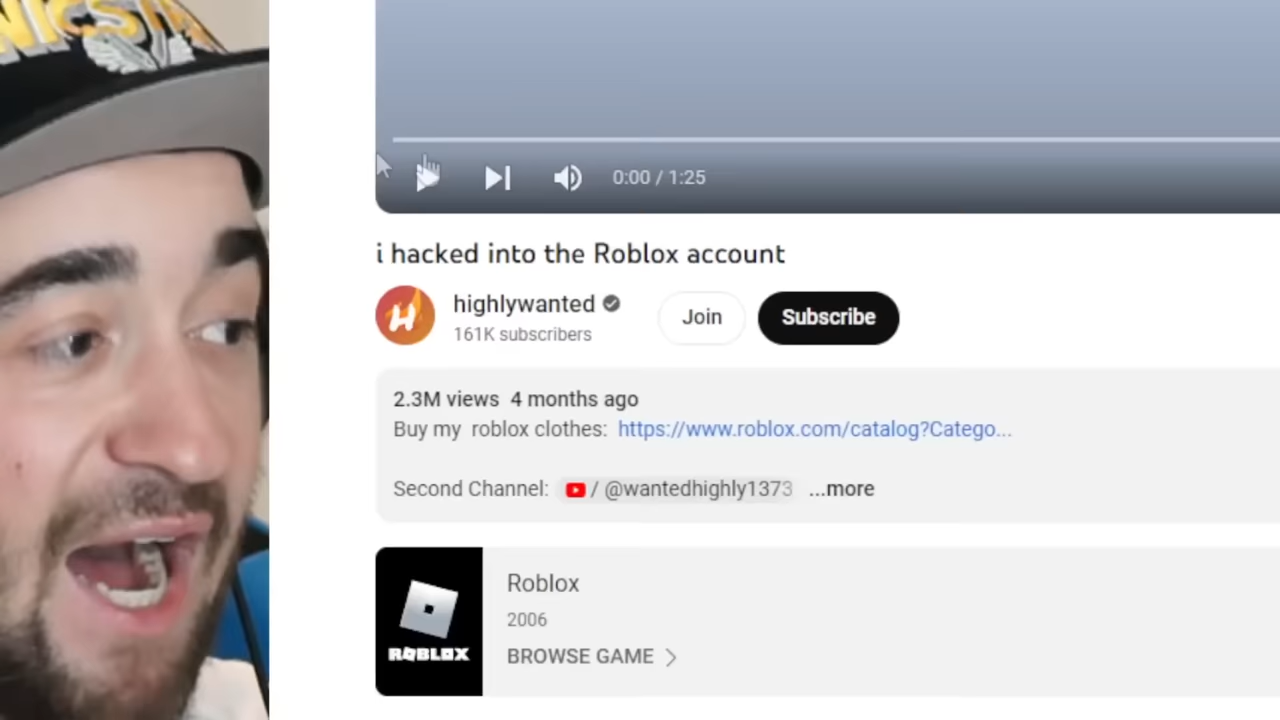 0:00 / 1:25
i hacked into the Roblox account
highlywanted
161K subscribers
Join
Subscribe
2.3M views 4 months ago
Buy my roblox clothes: https://www.roblox.com/catalog?Catego...
Second Channel: / @wantedhighly1373 ...more
Roblox
2006
BROWSE GAME
ROBLOX